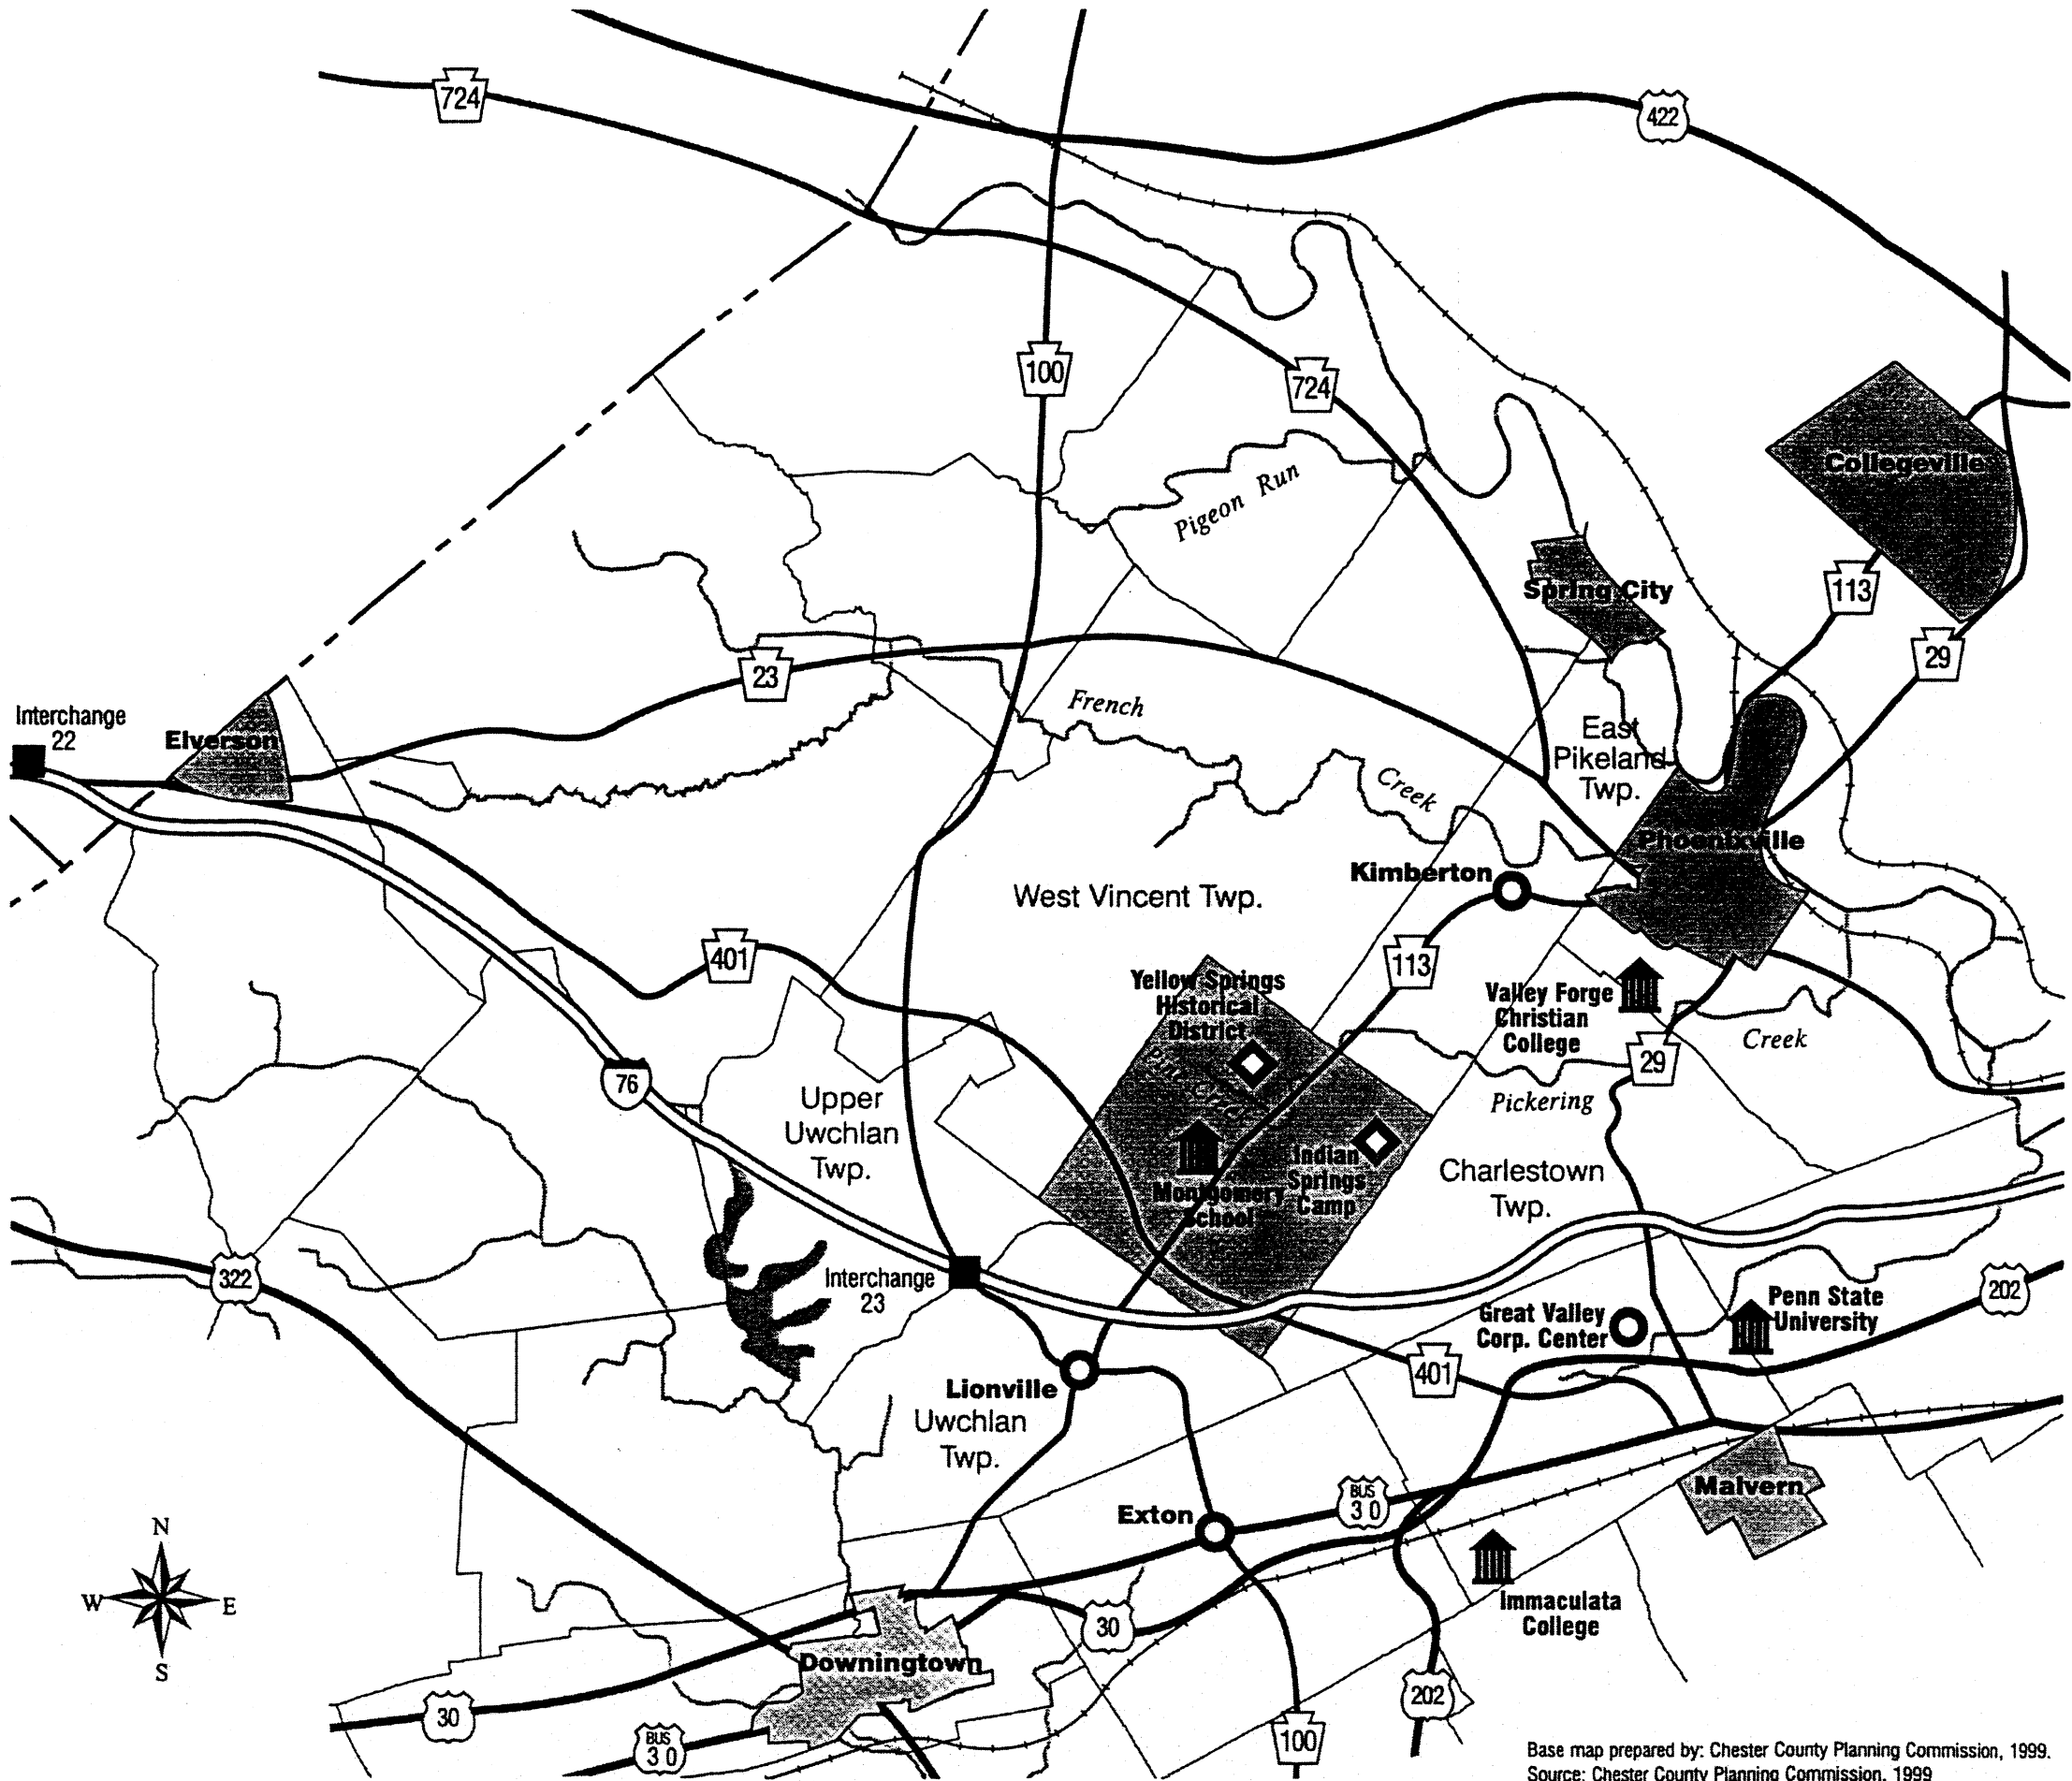 724
422
100
724
Collegeville
Pigeon Run
Spring City
113
29
23
French
Creek
Interchange
22
Elverson
East
Pikeland
Twp.
Phoenixville
Kimberton
West Vincent Twp.
401
113
Yellow Springs
Historical
District
Valley Forge
Christian
College
29
Creek
Pickering
76
Upper
Uwchlan
Twp.
Indian
Springs
Camp
Montgomery
School
Charlestown
Twp.
322
Interchange
23
202
Great Valley
Corp. Center
Penn State
University
401
Lionville
Uwchlan
Twp.
Malvern
BUS
30
Exton
N
W
E
S
Immaculata
College
30
Downingtown
202
30
BUS
30
100
Base map prepared by: Chester County Planning Commission, 1999.
Source: Chester County Planning Commission, 1999